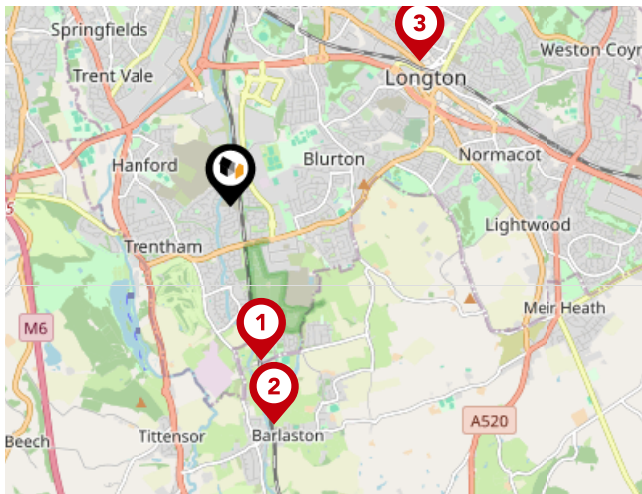 3
Springfields
Weston Coyn
Trent Vale
Longton
Hanford
Blurton
Normacot
Trentham
Lightwood
1
Meir Heath
M6
2
A520
Beech
Tittensor
Barlaston